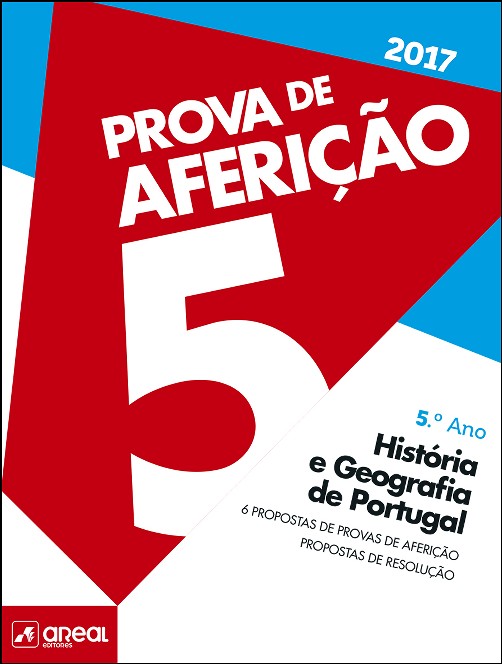 2017
PROVA DE
AFERIÇÃO
5
5.º Ano
História
e Geografia
de Portugal
6 PROPOSTAS DE PROVAS DE AFERIÇÃO
PROPOSTAS DE RESOLUÇÃO
AREAL
EDITORES